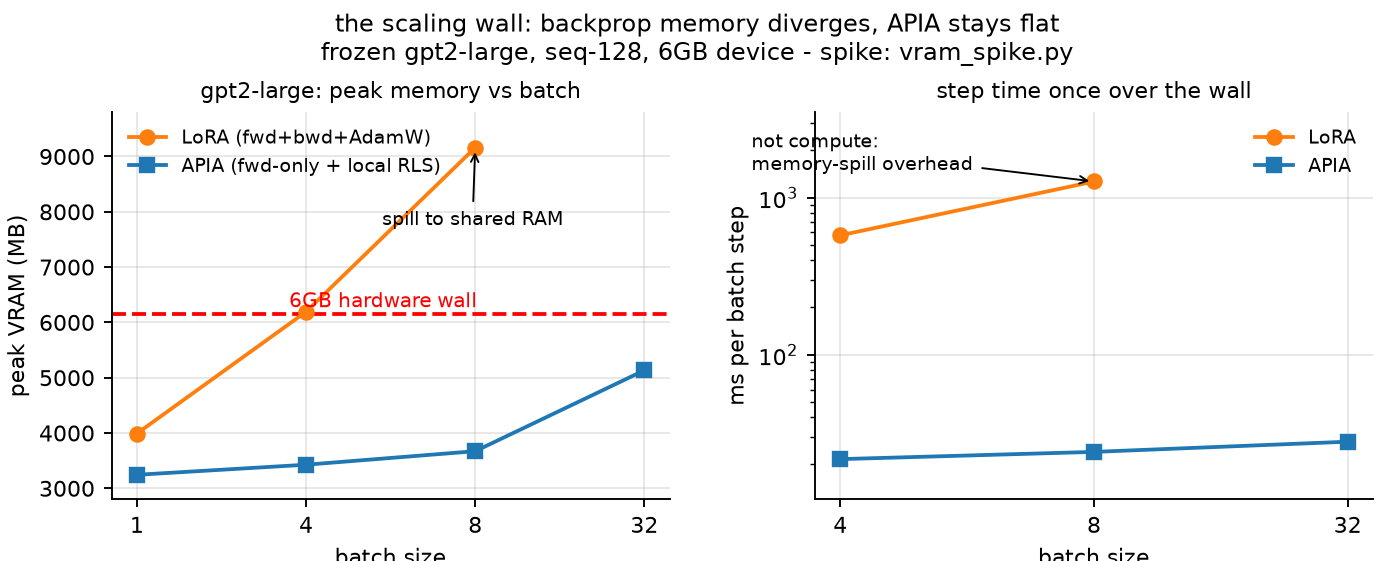 the scaling wall: backprop memory diverges, APIA stays flat
frozen gpt2-large, seq-128, 6GB device - spike: vram_spike.py
gpt2-large: peak memory vs batch
LoRA (fwd+bwd+AdamW)
APIA (fwd-only + local RLS)
spill to shared RAM
6GB hardware wall
peak VRAM (MB)
9000
8000
7000
6000
5000
4000
3000
1 4 8 32
batch size
step time once over the wall
not compute:
memory-spill overhead
LoRA
APIA
ms per batch step
10³
10²
4 8 32
batch size